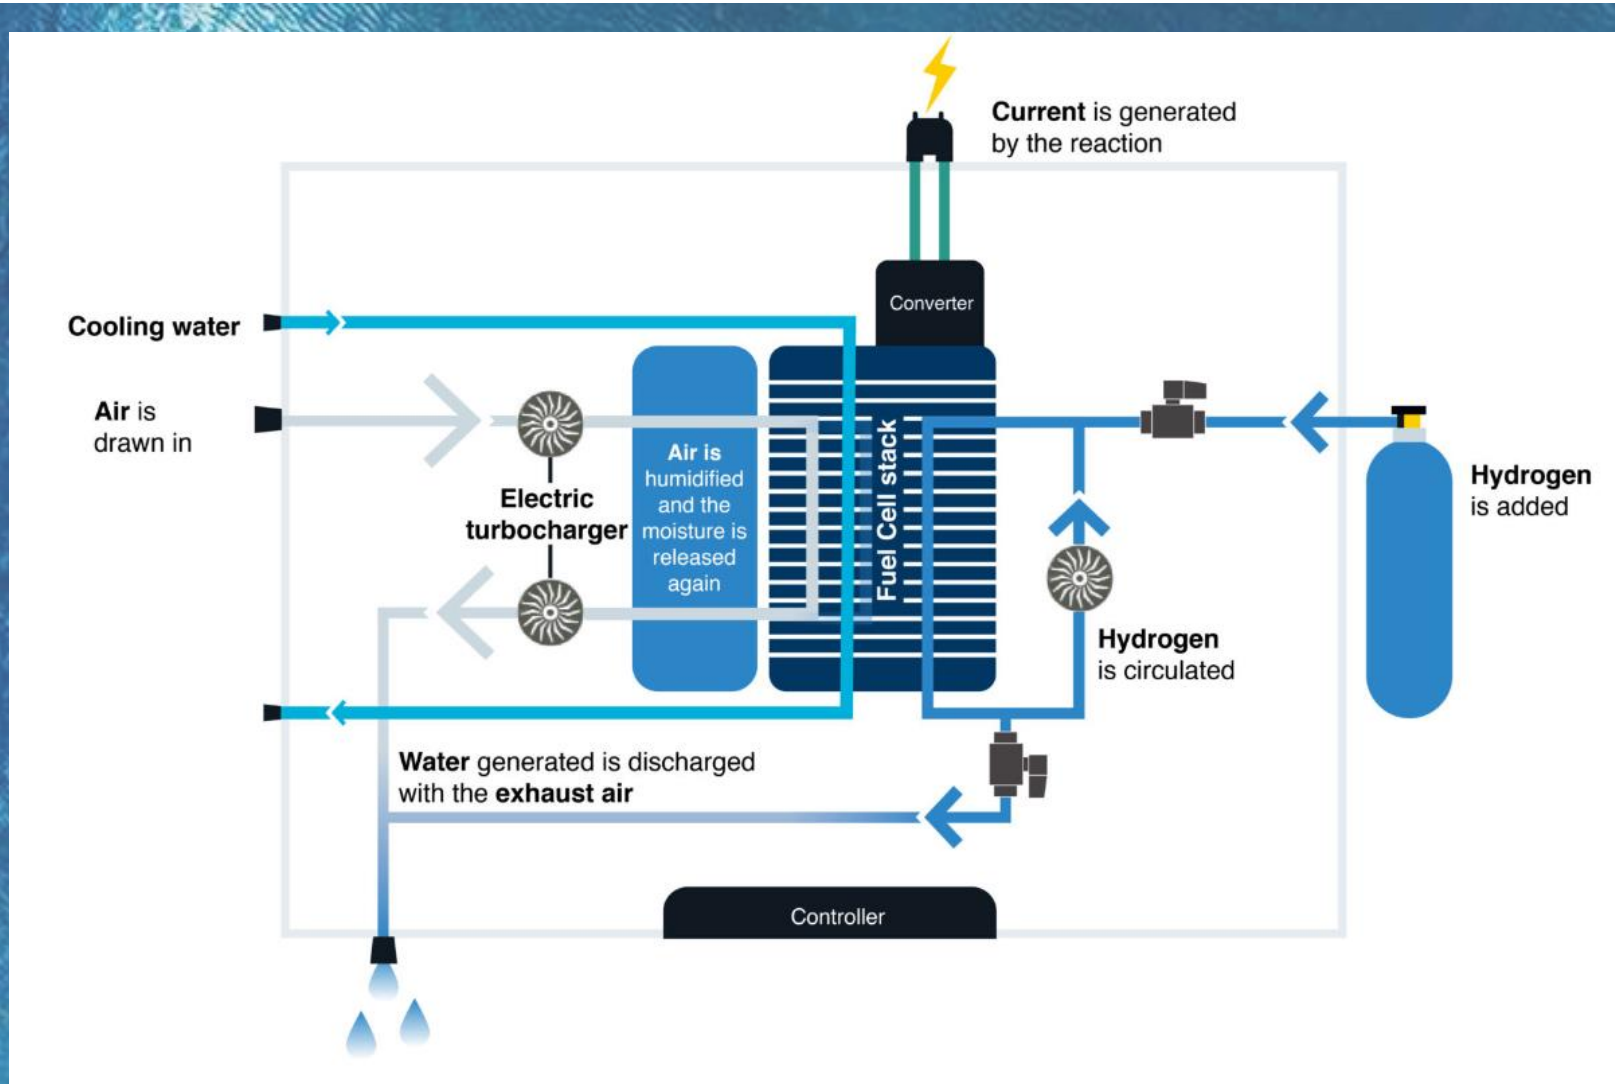 Current is generated
by the reaction
Converter
Cooling water
Air is
drawn in
Electric
turbocharger
Air is
humidified
and the
moisture is
released
again
Fuel Cell stack
Hydrogen
is added
Hydrogen
is circulated
Water generated is discharged
with the exhaust air
Controller